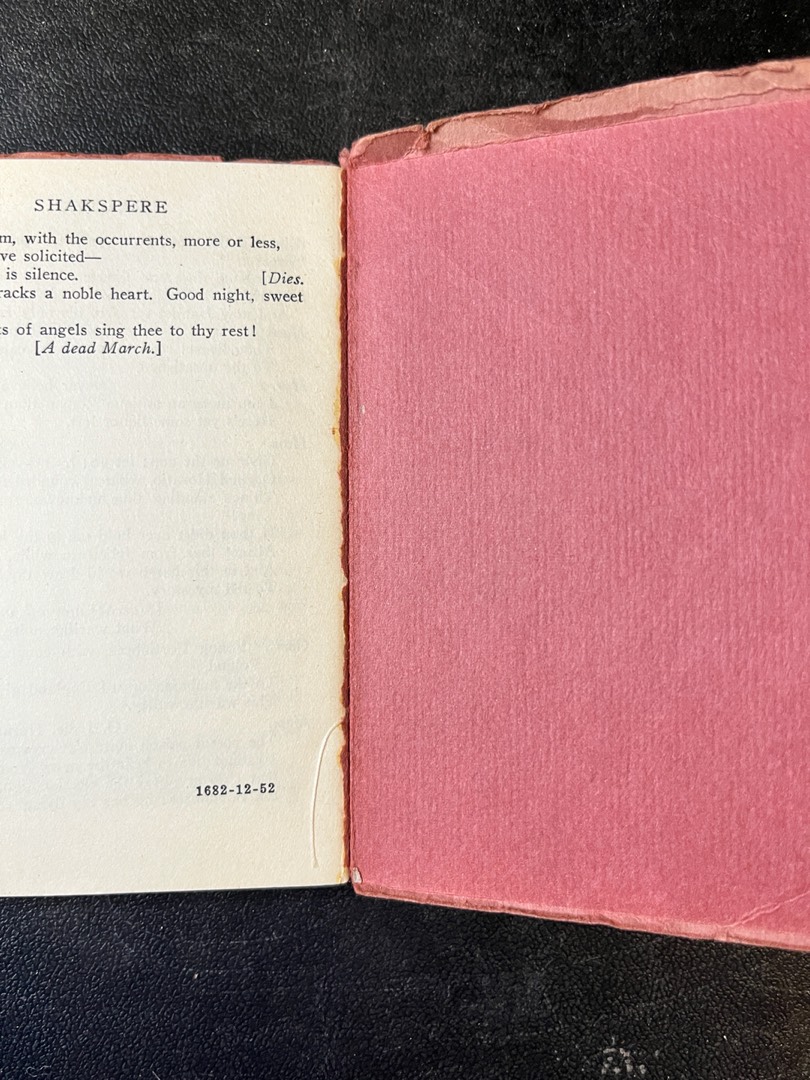 SHAKSPERE
m, with the occurrents, more or less,
ve solicited—
is silence. [Dies.
racks a noble heart. Good night, sweet
ts of angels sing thee to thy rest!
[A dead March.]
1682-12-52